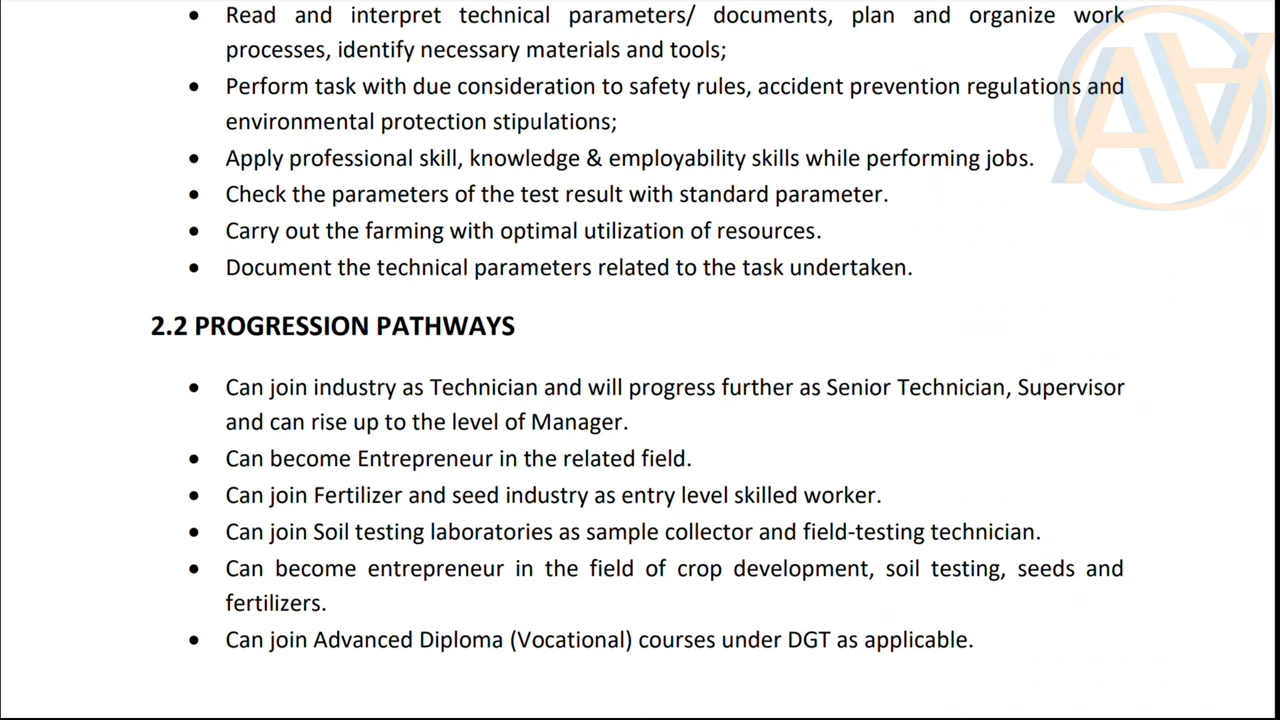 • Read and interpret technical parameters/ documents, plan and organize work
processes, identify necessary materials and tools;
• Perform task with due consideration to safety rules, accident prevention regulations and
environmental protection stipulations;
• Apply professional skill, knowledge & employability skills while performing jobs.
• Check the parameters of the test result with standard parameter.
• Carry out the farming with optimal utilization of resources.
• Document the technical parameters related to the task undertaken.
2.2 PROGRESSION PATHWAYS
• Can join industry as Technician and will progress further as Senior Technician, Supervisor
and can rise up to the level of Manager.
• Can become Entrepreneur in the related field.
• Can join Fertilizer and seed industry as entry level skilled worker.
• Can join Soil testing laboratories as sample collector and field-testing technician.
• Can become entrepreneur in the field of crop development, soil testing, seeds and
fertilizers.
• Can join Advanced Diploma (Vocational) courses under DGT as applicable.